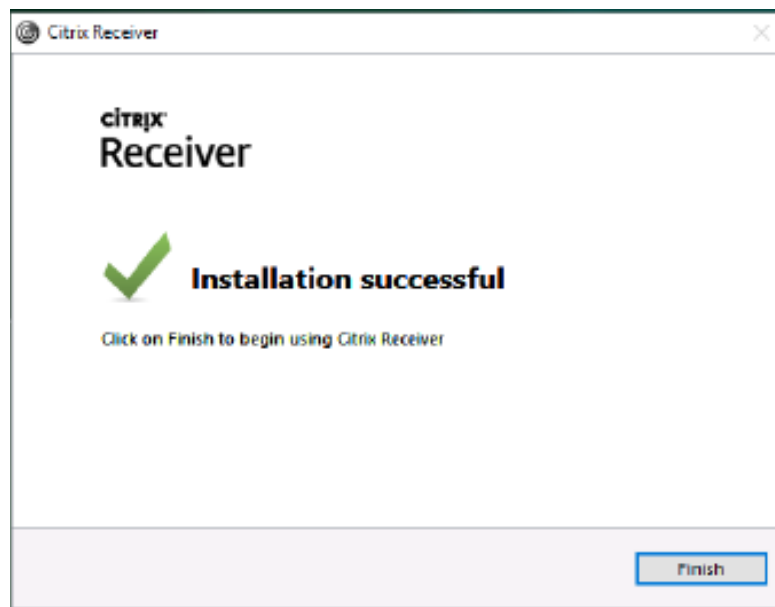 Citrix Receiver
CITRIX
Receiver
Installation successful
Click on Finish to begin using Citrix Receiver
Finish